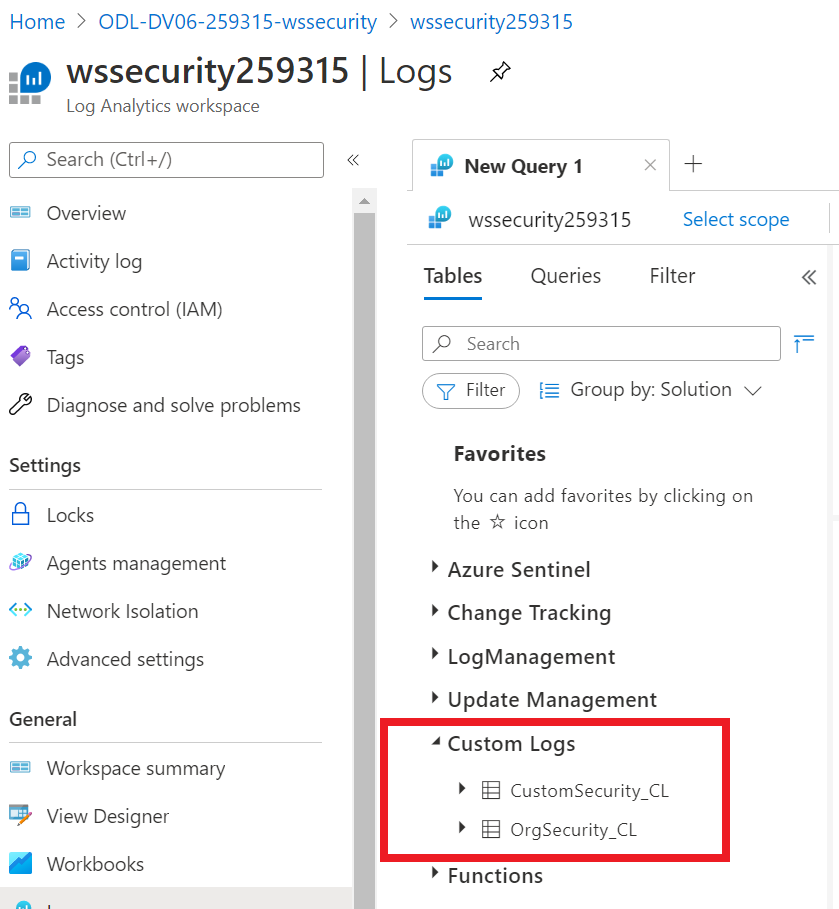 Home > ODL-DV06-259315-wssecurity > wssecurity259315
wssecurity259315 | Logs
Log Analytics workspace
Search (Ctrl+/)
«
Overview
Activity log
Access control (IAM)
Tags
Diagnose and solve problems
Settings
Locks
Agents management
Network Isolation
Advanced settings
General
Workspace summary
View Designer
Workbooks
New Query 1
wssecurity259315 Select scope
Tables Queries Filter «
Search
Filter Group by: Solution
Favorites
You can add favorites by clicking on
the ☆ icon
Azure Sentinel
Change Tracking
LogManagement
Update Management
Custom Logs
CustomSecurity_CL
OrgSecurity_CL
Functions